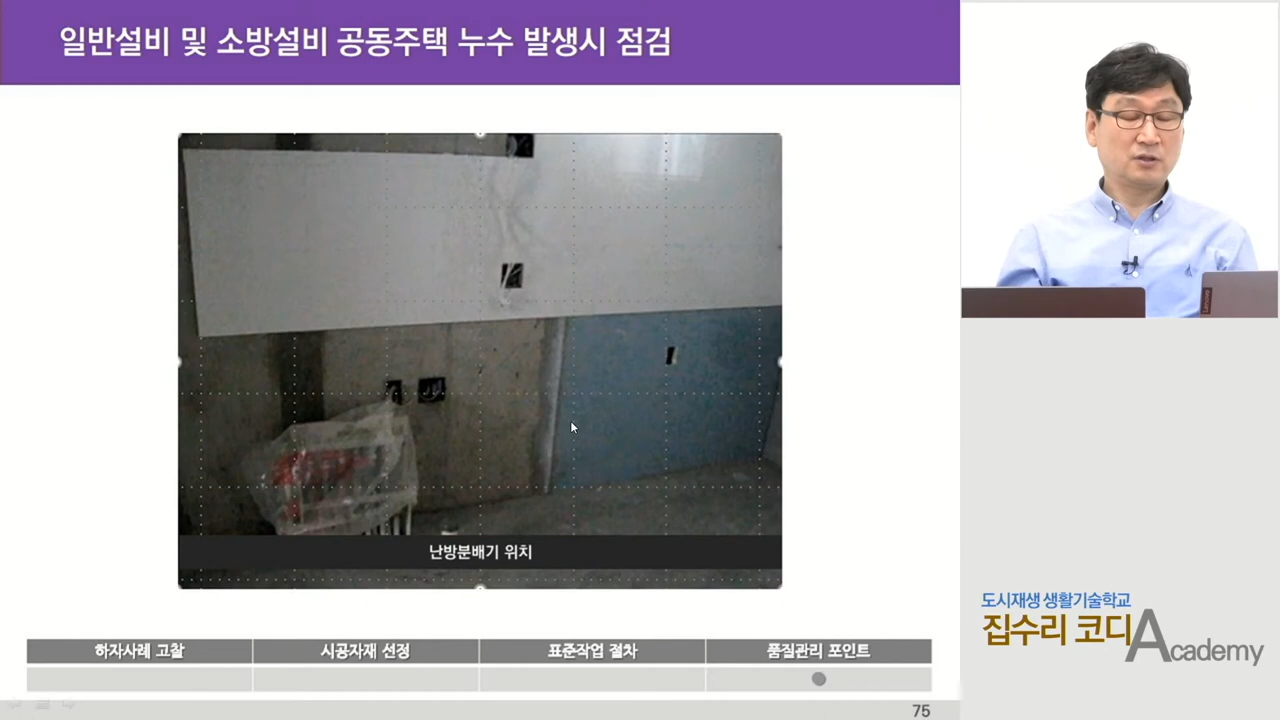 일반설비 및 소방설비 공동주택 누수 발생시 점검
난방분배기 위치
하자사례 고찰
시공자재 선정
표준작업 절차
품질관리 포인트
75
도시재생 생활기술학교
집수리 코디Academy